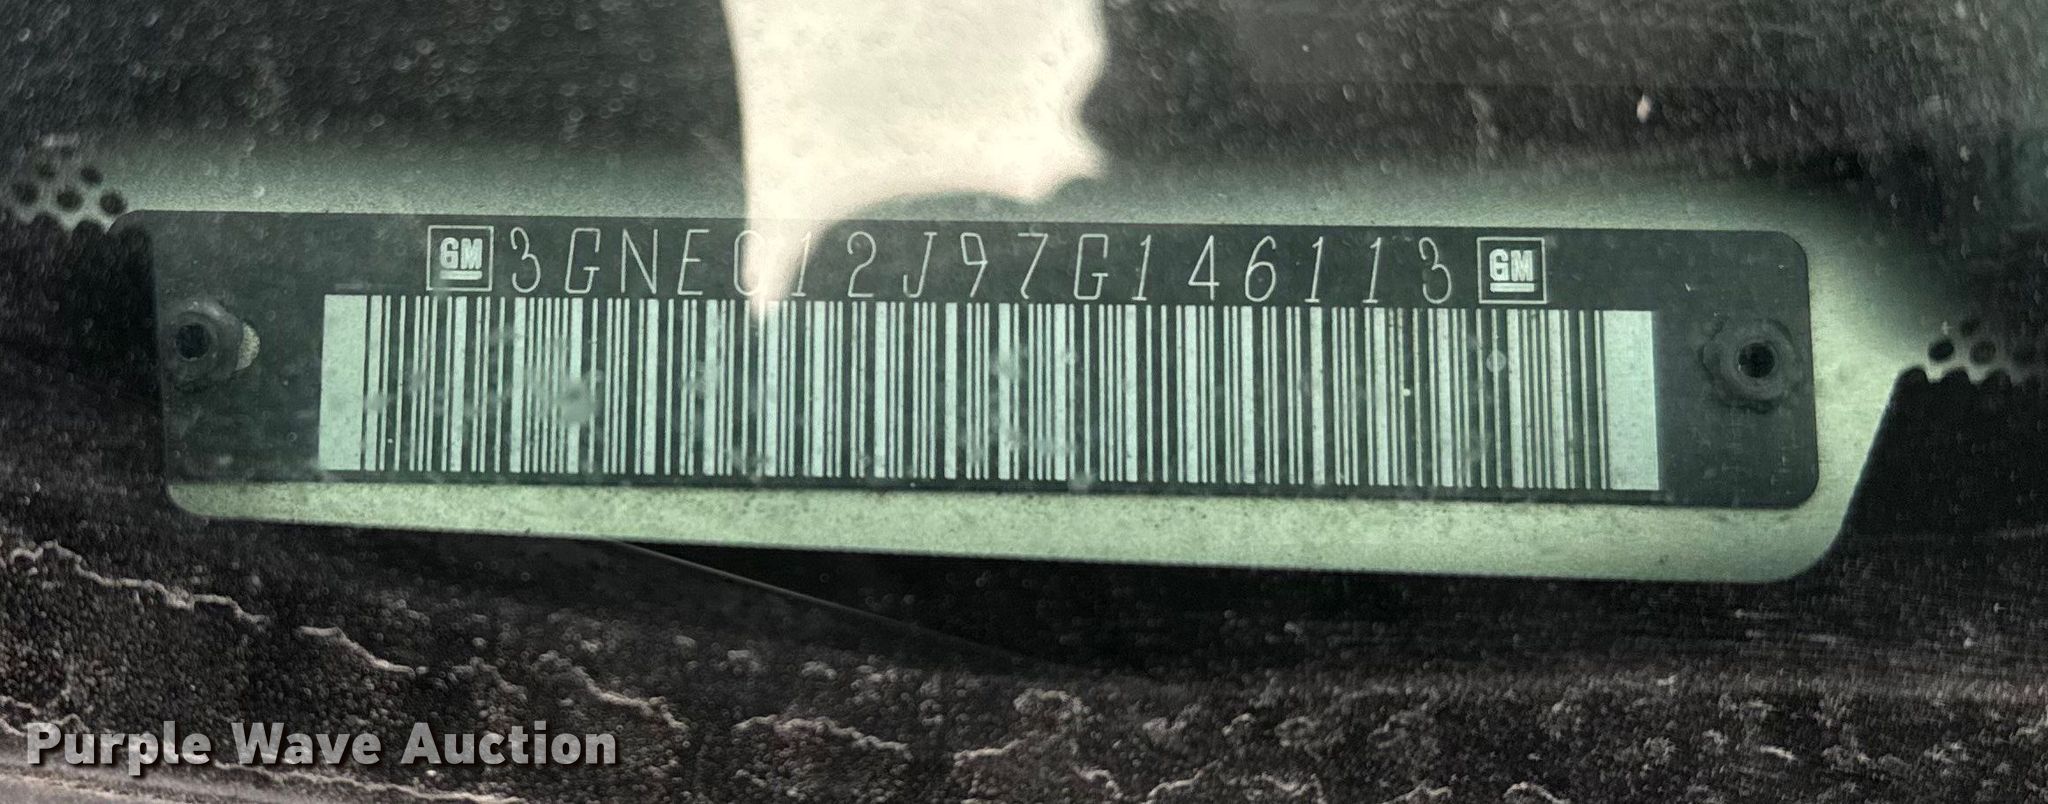 GM 3GNEC12J97G146113 GM
Purple Wave Auction